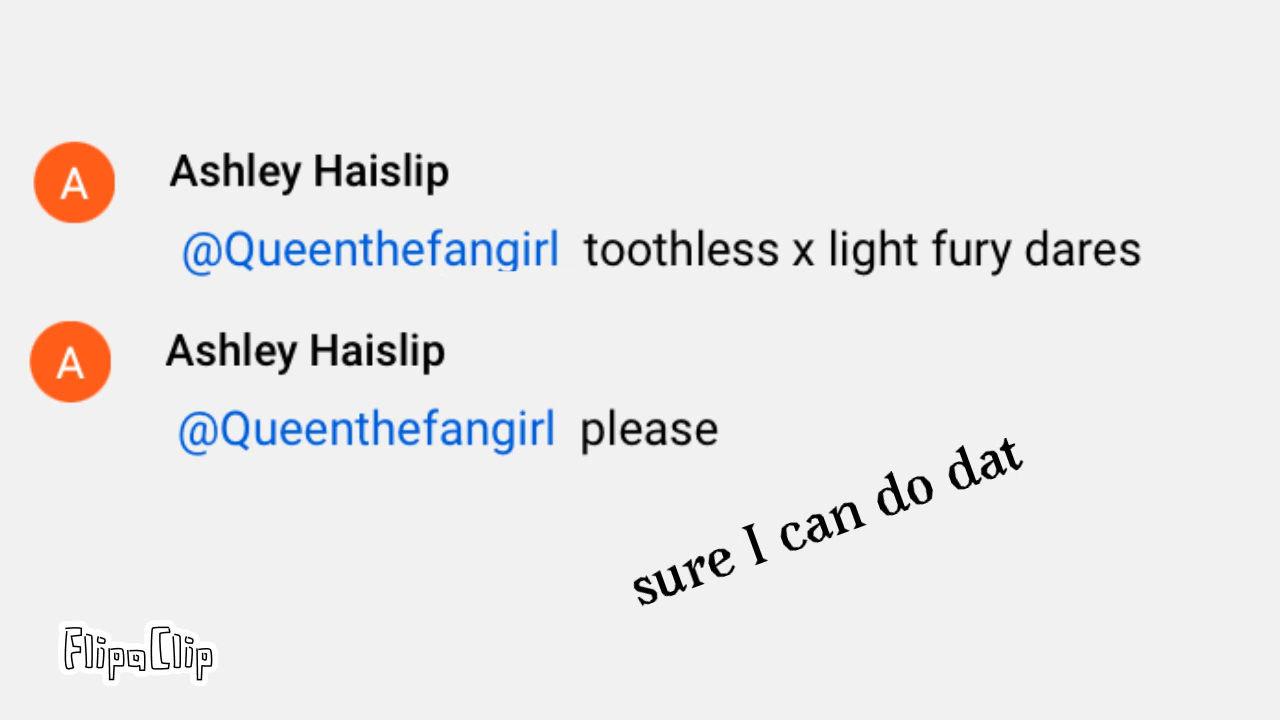 A
Ashley Haislip
@Queenthefangirl toothless x light fury dares
A
Ashley Haislip
@Queenthefangirl please
sure I can do dat
FlipaClip